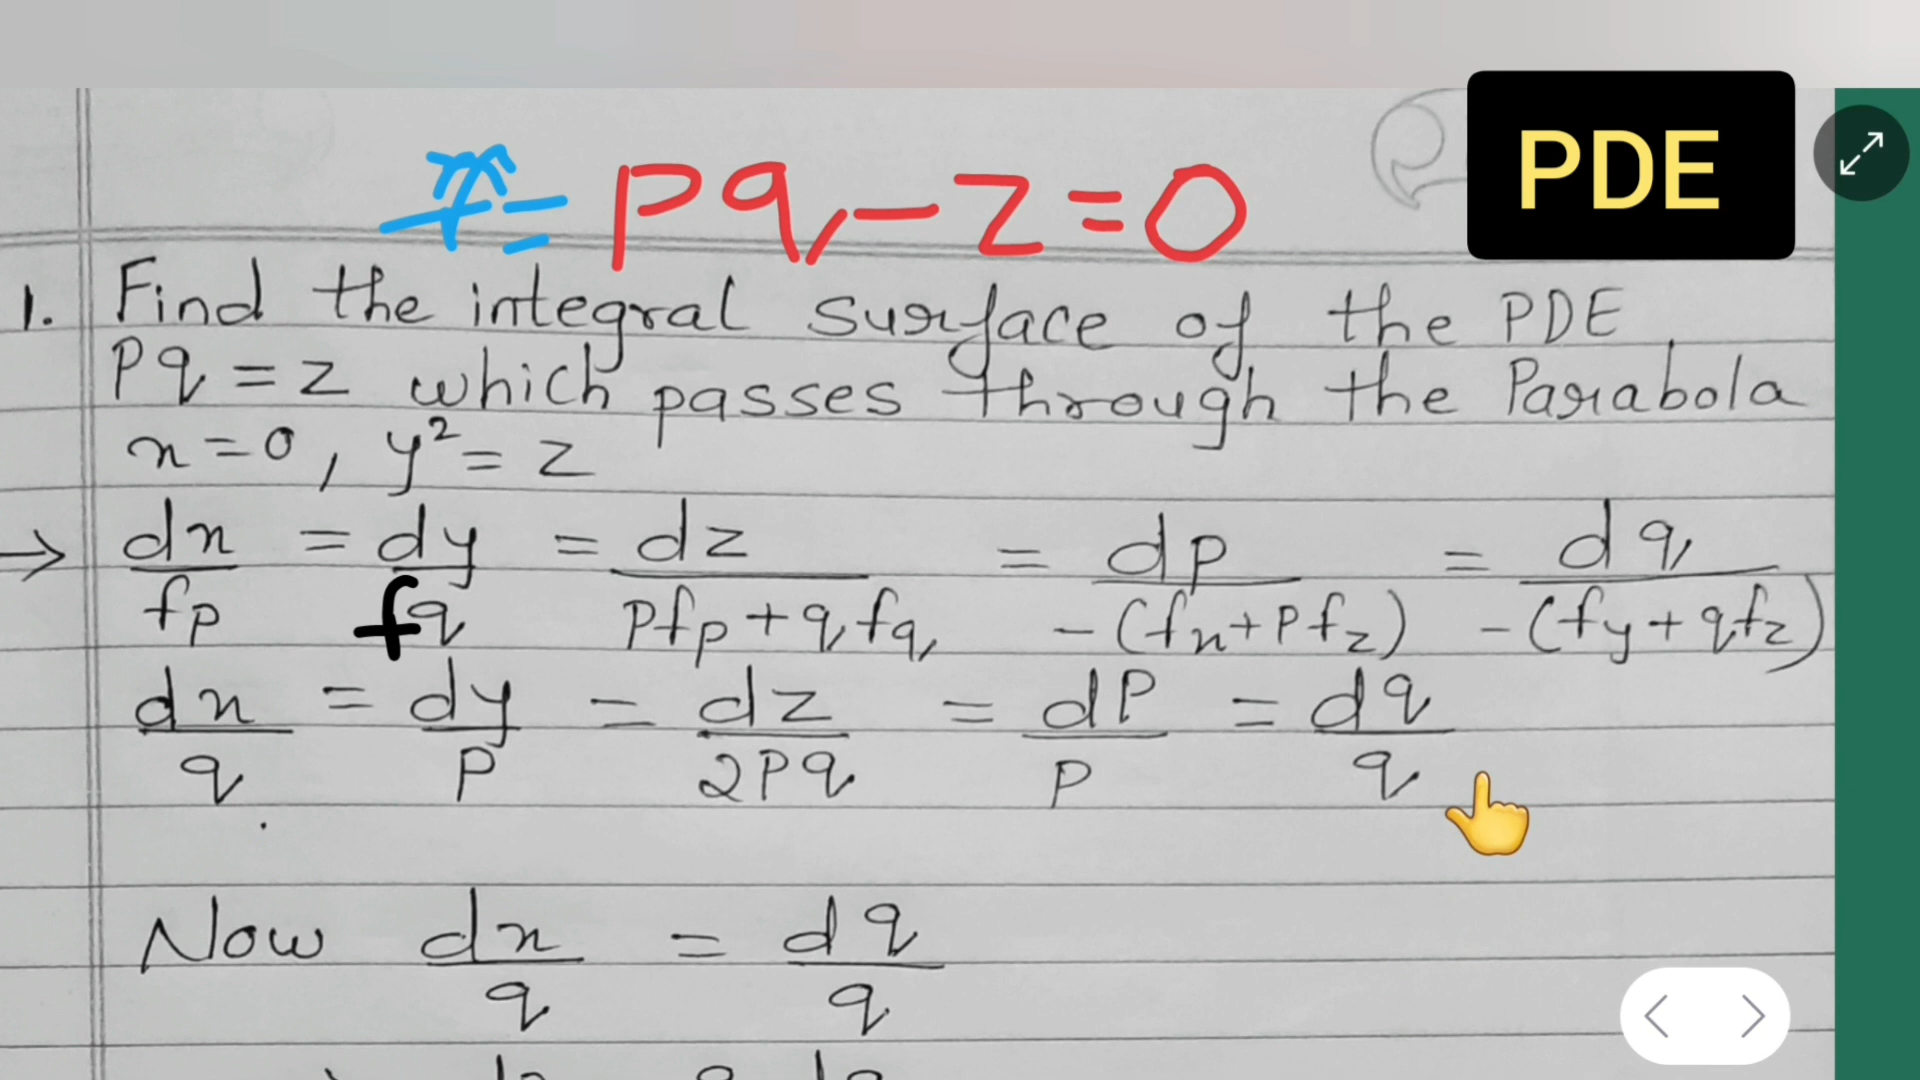 PDE
f = pq - z = 0
1. Find the integral surface of the PDE
pq = z which passes through the Parabola
x = 0, y² = z
→ dx/fp = dy/fq = dz/(pfp + qfq) = dp/-(fx + pfz) = dq/-(fy + qfz)
dx/q = dy/p = dz/2pq = dp/p = dq/q
Now dx/q = dq/q